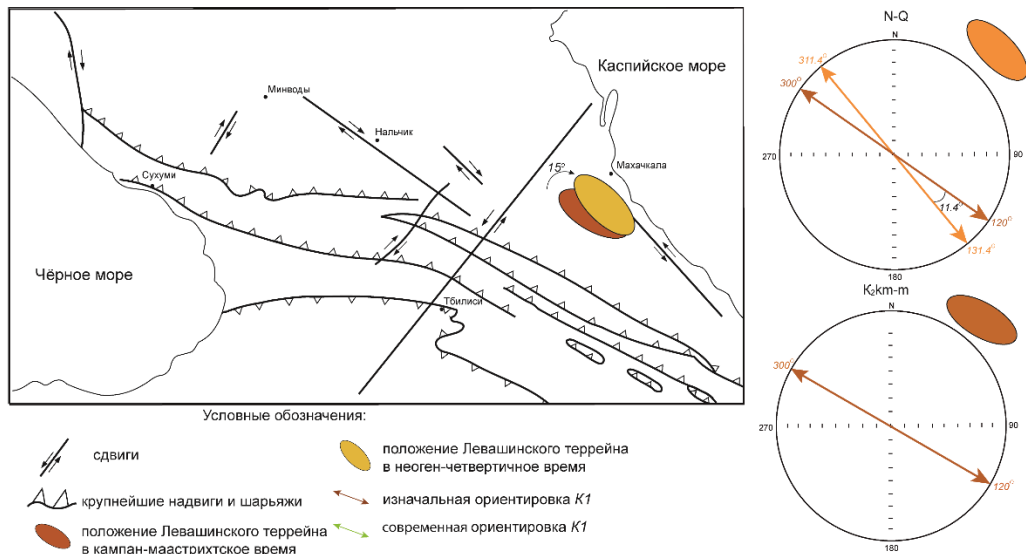 Каспийское море
Минводы
Нальчик
Сухуми
Махачкала
15°
Чёрное море
Тбилиси
N-Q
N
311.4°
300°
270
90
11.4°
120°
131.4°
180
K₂km-m
N
300°
270
90
120°
180
Условные обозначения:
сдвиги
крупнейшие надвиги и шарьяжи
положение Левашинского террейна
в кампан-маастрихтское время
положение Левашинского террейна
в неоген-четвертичное время
изначальная ориентировка K1
современная ориентировка K1